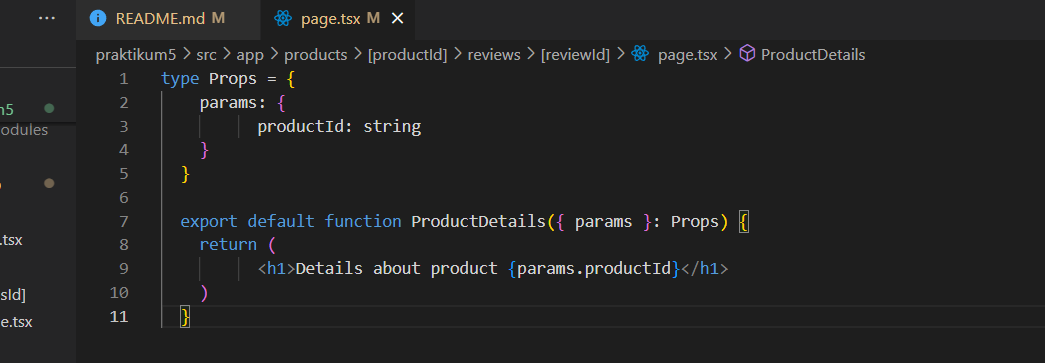 ··· README.md M page.tsx M ×
praktikum5 > src > app > products > [productId] > reviews > [reviewId] > page.tsx > ProductDetails
1 type Props = {
2 params: {
m5
3 productId: string
odules
4 }
5 }
6
7 export default function ProductDetails({ params }: Props) {
.tsx
8 return (
9 <h1>Details about product {params.productId}</h1>
sId]
10 )
e.tsx
11 }